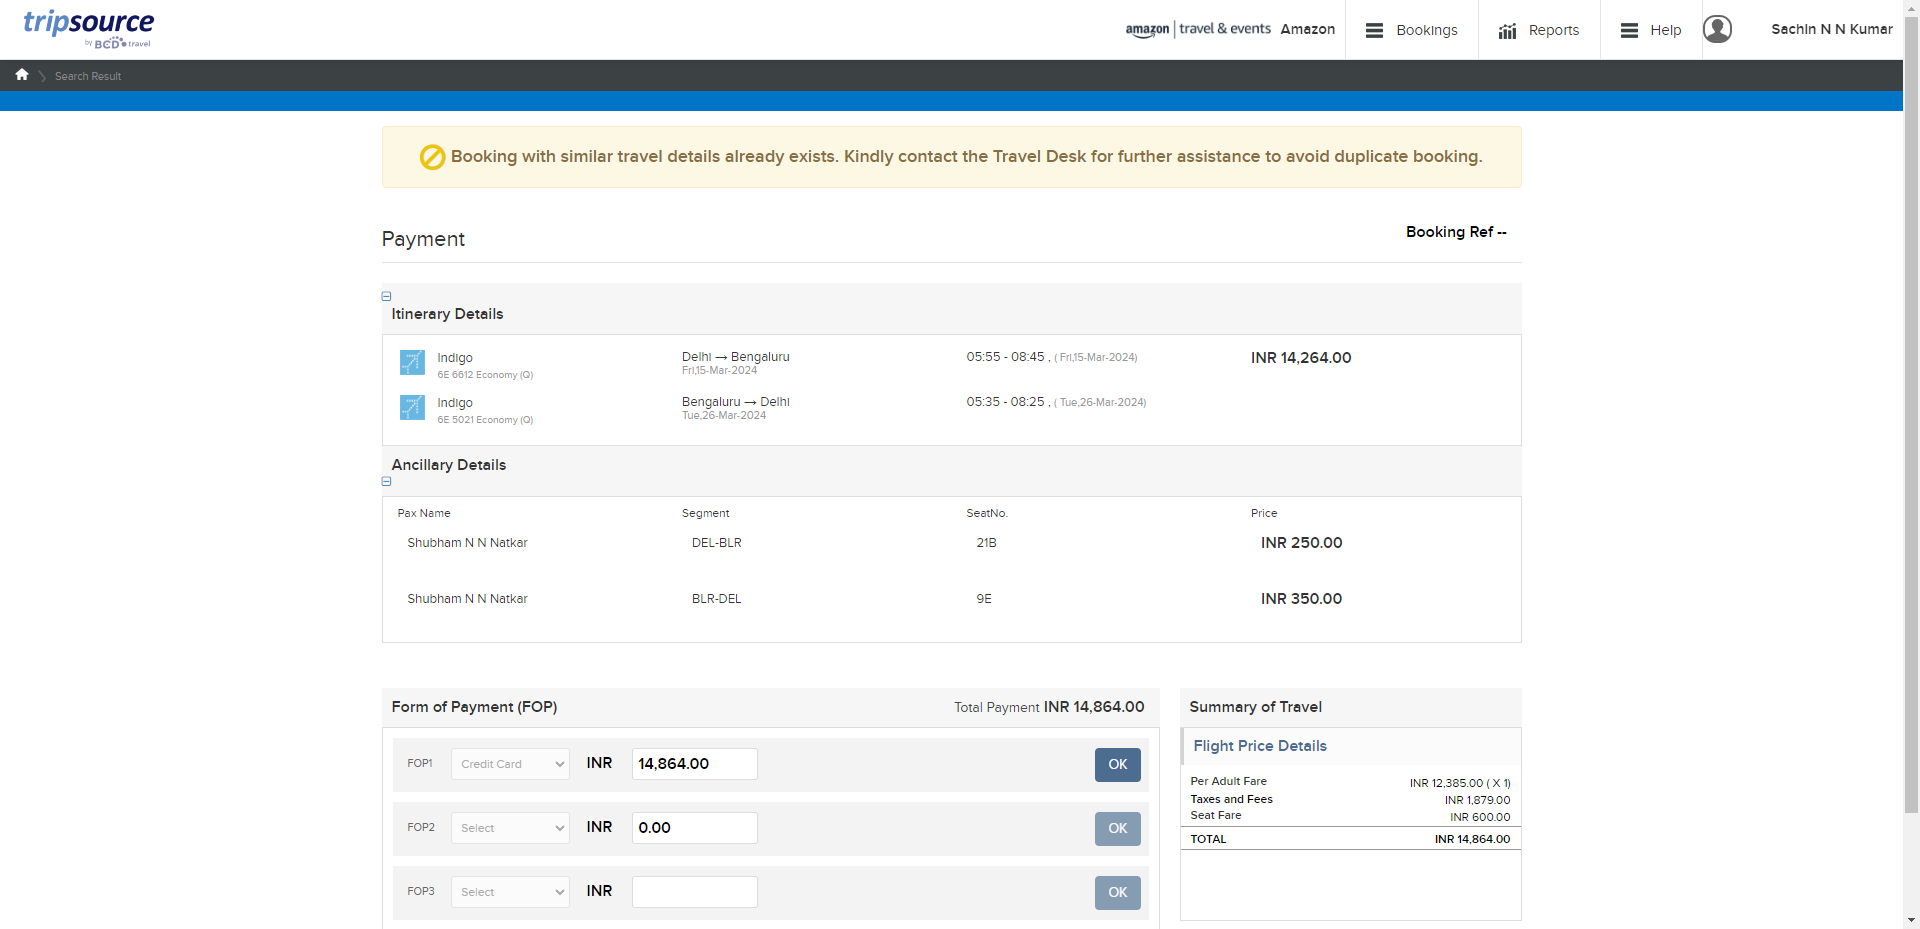 tripsource
by BCD travel
amazon travel & events Amazon
Bookings
Reports
Help
Sachin N N Kumar
Search Result
Booking with similar travel details already exists. Kindly contact the Travel Desk for further assistance to avoid duplicate booking.
Payment
Booking Ref --
Itinerary Details
Indigo Delhi → Bengaluru 05:55 - 08:45 , ( Fri,15-Mar-2024) INR 14,264.00
6E 6612 Economy (Q) Fri,15-Mar-2024
Indigo Bengaluru → Delhi 05:35 - 08:25 , ( Tue,26-Mar-2024)
6E 5021 Economy (Q) Tue,26-Mar-2024
Ancillary Details
Pax Name Segment SeatNo. Price
Shubham N N Natkar DEL-BLR 21B INR 250.00
Shubham N N Natkar BLR-DEL 9E INR 350.00
Form of Payment (FOP) Total Payment INR 14,864.00
FOP1 Credit Card INR 14,864.00 OK
FOP2 Select INR 0.00 OK
FOP3 Select INR OK
Summary of Travel
Flight Price Details
Per Adult Fare INR 12,385.00 ( X 1)
Taxes and Fees INR 1,879.00
Seat Fare INR 600.00
TOTAL INR 14,864.00